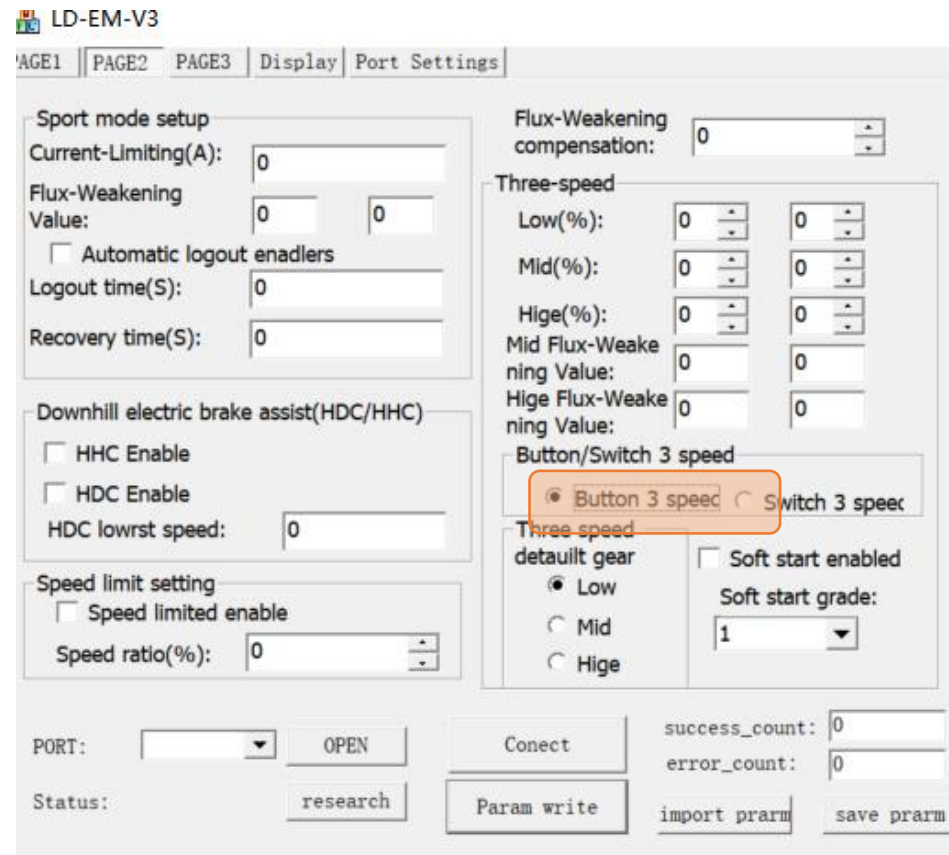 LD-EM-V3
AGE1 PAGE2 PAGE3 Display Port Settings
Sport mode setup
Current-Limiting(A): 0
Flux-Weakening
Value: 0 0
Automatic logout enadlers
Logout time(S): 0
Recovery time(S): 0
Downhill electric brake assist(HDC/HHC)
HHC Enable
HDC Enable
HDC lowrst speed: 0
Speed limit setting
Speed limited enable
Speed ratio(%): 0
Flux-Weakening
compensation: 0
Three-speed
Low(%): 0 0
Mid(%): 0 0
Hige(%): 0 0
Mid Flux-Weake
ning Value: 0 0
Hige Flux-Weake
ning Value: 0 0
Button/Switch 3 speed
Button 3 speed Switch 3 speed
Three speed
detauilt gear
Low
Mid
Hige
Soft start enabled
Soft start grade:
1
PORT: OPEN Conect
success_count: 0
error_count: 0
Status: research Param write import prarm save prarm